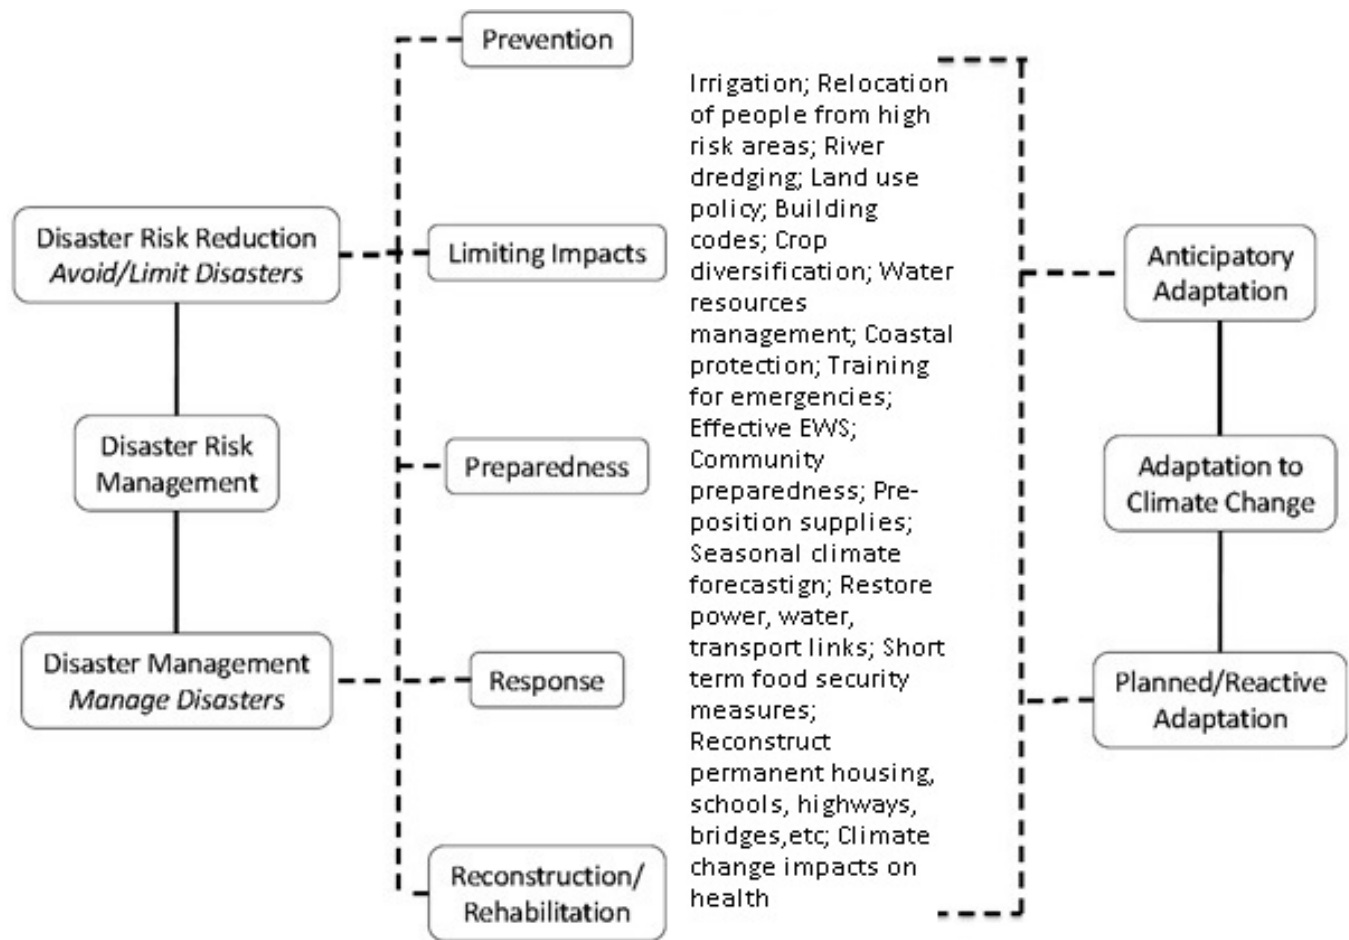 Prevention
Disaster Risk Reduction
Avoid/Limit Disasters
Limiting Impacts
Disaster Risk
Management
Preparedness
Disaster Management
Manage Disasters
Response
Reconstruction/
Rehabilitation
Irrigation; Relocation
of people from high
risk areas; River
dredging; Land use
policy; Building
codes; Crop
diversification; Water
resources
management; Coastal
protection; Training
for emergencies;
Effective EWS;
Community
preparedness; Pre-
position supplies;
Seasonal climate
forecastign; Restore
power, water,
transport links; Short
term food security
measures;
Reconstruct
permanent housing,
schools, highways,
bridges,etc; Climate
change impacts on
health
Anticipatory
Adaptation
Adaptation to
Climate Change
Planned/Reactive
Adaptation